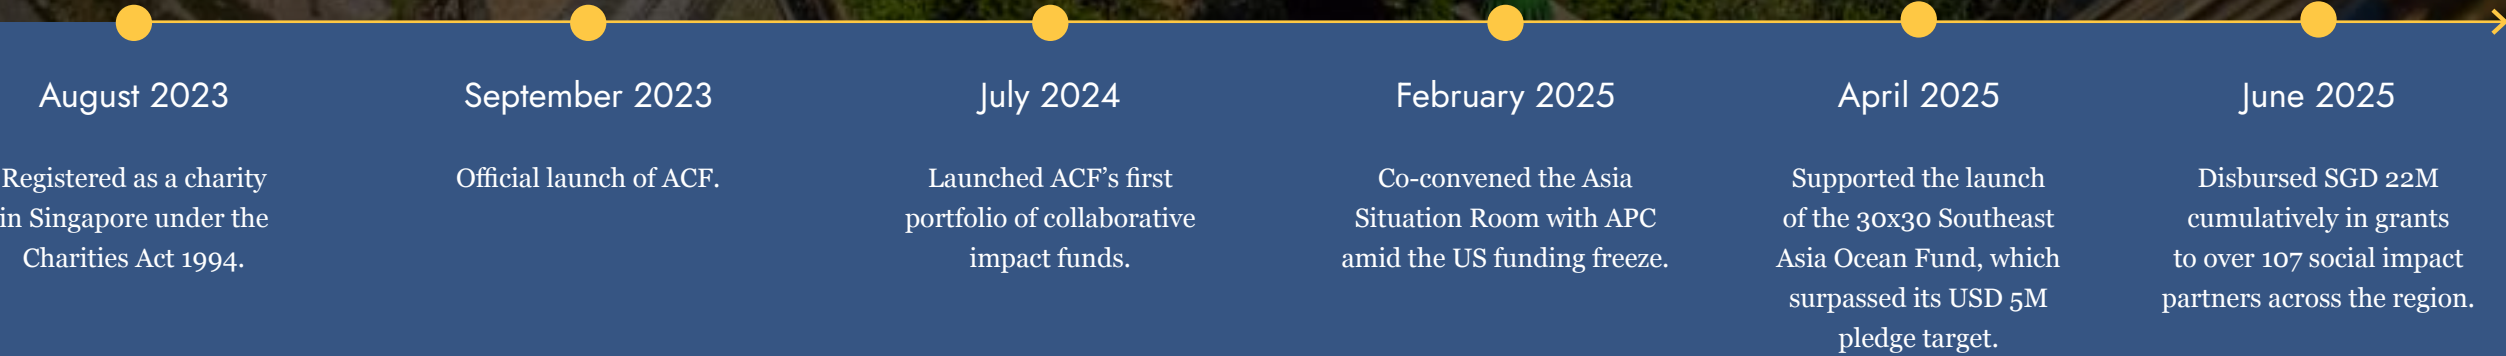 August 2023
Registered as a charity
in Singapore under the
Charities Act 1994.
September 2023
Official launch of ACF.
July 2024
Launched ACF’s first
portfolio of collaborative
impact funds.
February 2025
Co-convened the Asia
Situation Room with APC
amid the US funding freeze.
April 2025
Supported the launch
of the 30x30 Southeast
Asia Ocean Fund, which
surpassed its USD 5M
pledge target.
June 2025
Disbursed SGD 22M
cumulatively in grants
to over 107 social impact
partners across the region.